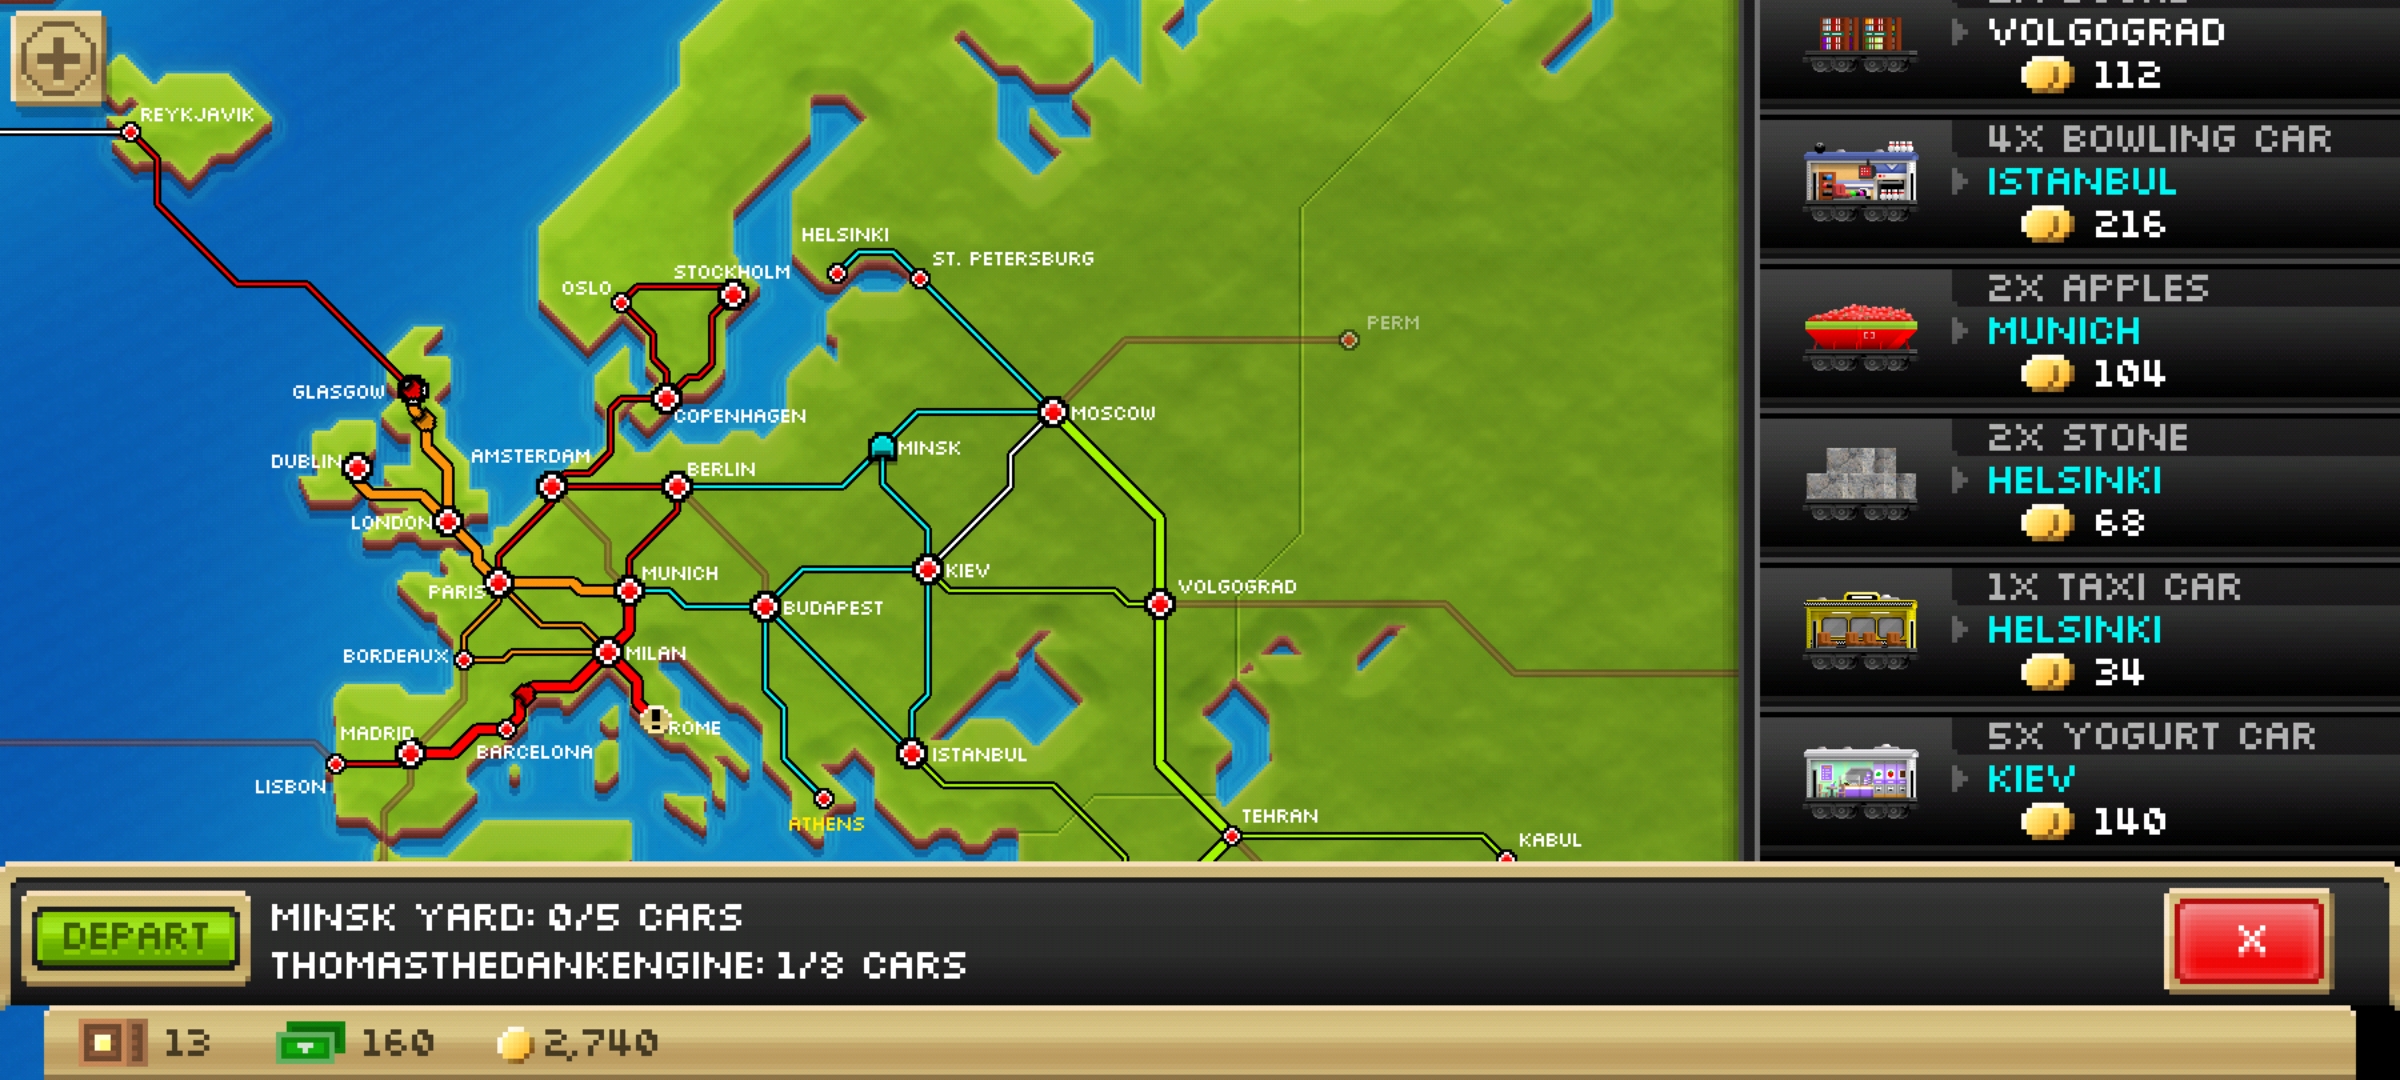 REYKJAVIK
HELSINKI
ST. PETERSBURG
STOCKHOLM
OSLO
PERM
GLASGOW
COPENHAGEN
MOSCOW
MINSK
DUBLIN
AMSTERDAM
BERLIN
LONDON
MUNICH
KIEV
PARIS
BUDAPEST
VOLGOGRAD
BORDEAUX
MILAN
MADRID
ROME
BARCELONA
ISTANBUL
LISBON
ATHENS
TEHRAN
KABUL
VOLGOGRAD
112
4X BOWLING CAR
ISTANBUL
216
2X APPLES
MUNICH
104
2X STONE
HELSINKI
68
1X TAXI CAR
HELSINKI
34
5X YOGURT CAR
KIEV
140
DEPART
MINSK YARD: 0/5 CARS
THOMASTHEDANKENGINE: 1/8 CARS
X
13
160
2,740